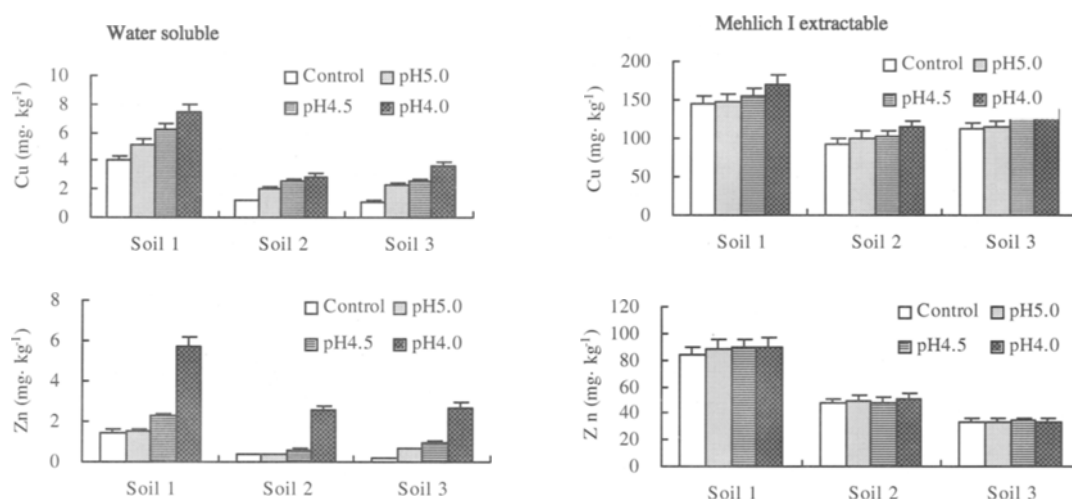 Water soluble
Cu (mg· kg⁻¹)
10
8
6
4
2
0
Control
pH5.0
pH4.5
pH4.0
Soil 1
Soil 2
Soil 3
Mehlich I extractable
Cu (mg· kg⁻¹)
200
150
100
50
0
Control
pH5.0
pH4.5
pH4.0
Soil 1
Soil 2
Soil 3
Zn (mg· kg⁻¹)
8
6
4
2
0
Control
pH5.0
pH4.5
pH4.0
Soil 1
Soil 2
Soil 3
Z n (mg· kg⁻¹)
120
100
80
60
40
20
0
Control
pH5.0
pH4.5
pH4.0
Soil 1
Soil 2
Soil 3